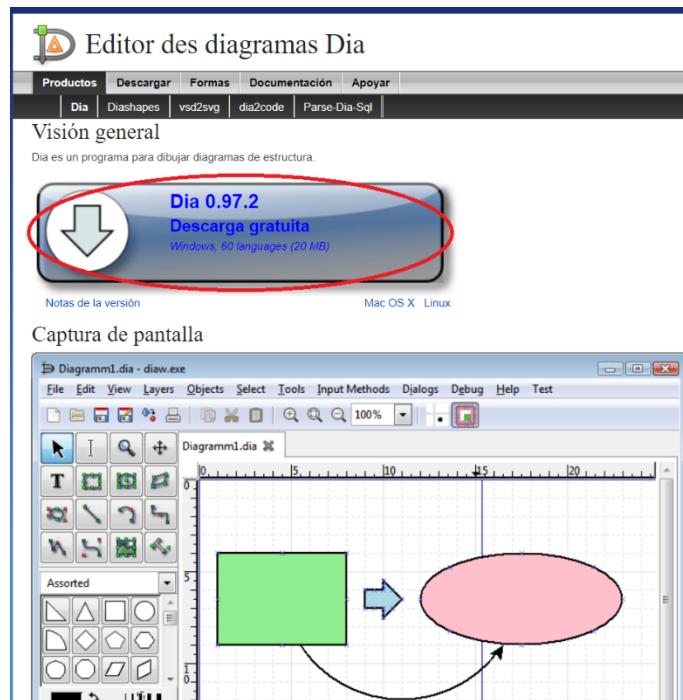 Editor des diagramas Dia
Productos Descargar Formas Documentación Apoyar
Dia Diashapes vsd2svg dia2code Parse-Dia-Sql
Visión general
Dia es un programa para dibujar diagramas de estructura.
Dia 0.97.2
Descarga gratuita
Windows, 60 languages (20 MB)
Notas de la versión Mac OS X Linux
Captura de pantalla
Diagramm1.dia - diaw.exe
File Edit View Layers Objects Select Tools Input Methods Dialogs Debug Help Test
100%
Diagramm1.dia
0 5 10 15 20
0
T
5
Assorted
10